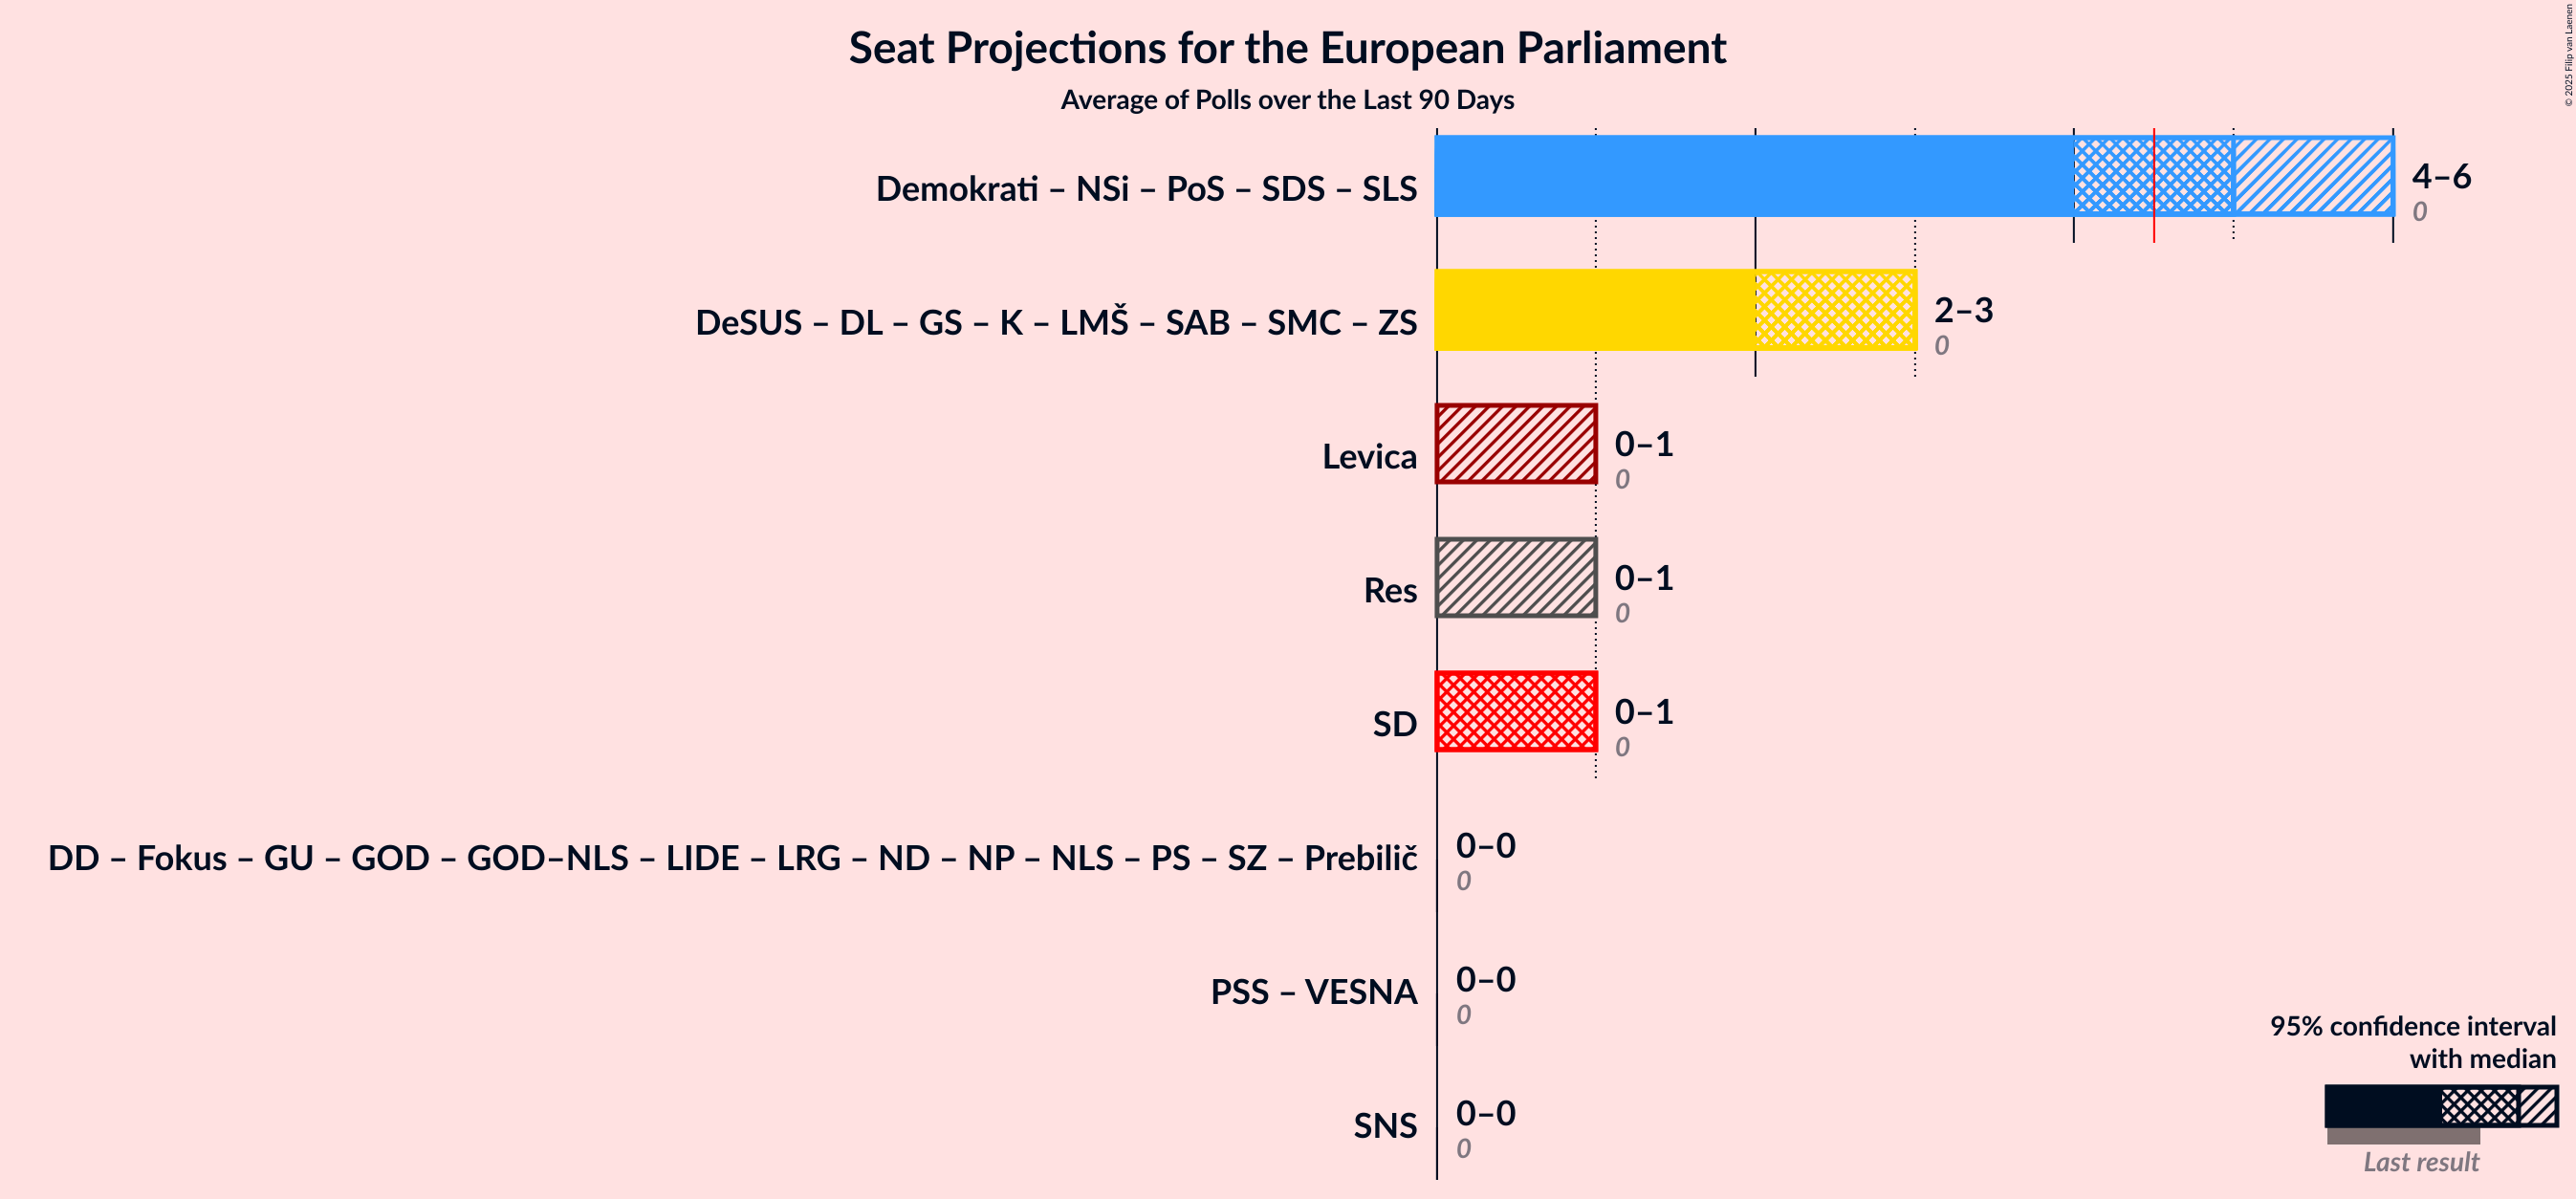 Seat Projections for the European Parliament
Average of Polls over the Last 90 Days
© 2025 Filip van Laenen
Demokrati – NSi – PoS – SDS – SLS
4–6
0
DeSUS – DL – GS – K – LMŠ – SAB – SMC – ZS
2–3
0
Levica
0–1
0
Res
0–1
0
SD
0–1
0
DD – Fokus – GU – GOD – GOD–NLS – LIDE – LRG – ND – NP – NLS – PS – SZ – Prebilič
0–0
0
PSS – VESNA
0–0
0
SNS
0–0
0
95% confidence interval
with median
Last result